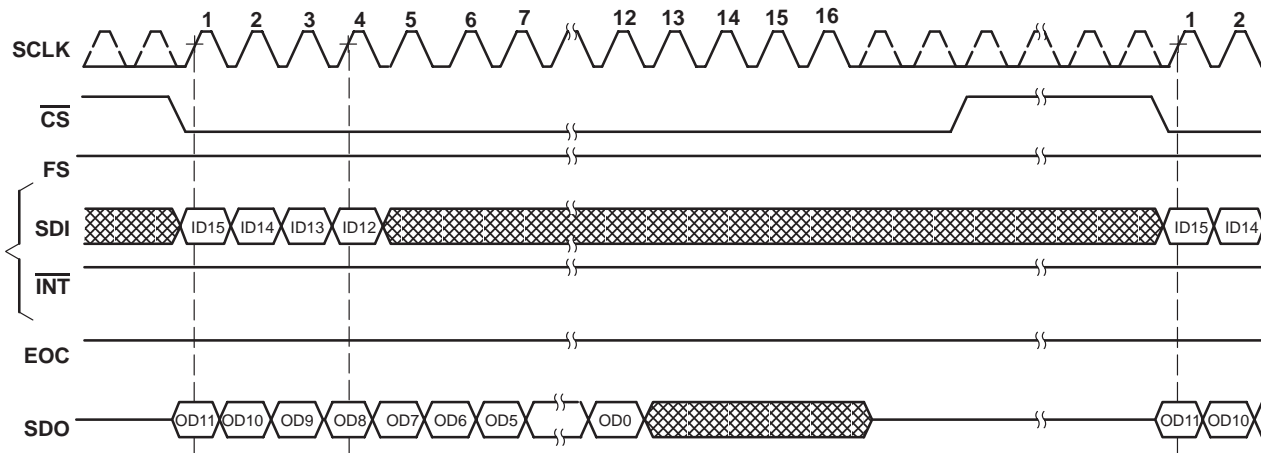 1 2 3 4 5 6 7 12 13 14 15 16 1 2
SCLK
CS
FS
SDI ID15 ID14 ID13 ID12 ID15 ID14
INT
EOC
SDO OD11 OD10 OD9 OD8 OD7 OD6 OD5 OD0 OD11 OD10